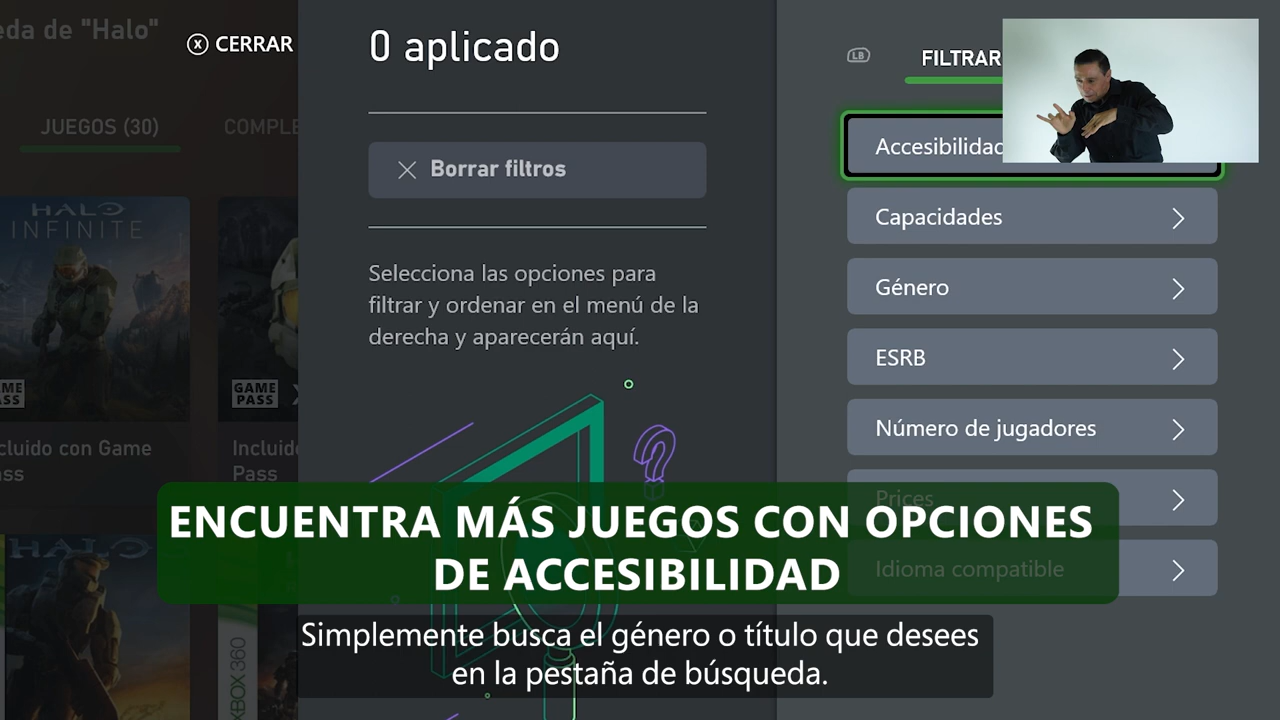 eda de "Halo"
X CERRAR
JUEGOS (30)
COMPLE
HALO
INFINITE
GAME
PASS
cluido con Game
ass
Incluid
Pass
HALO
XBOX 360
0 aplicado
Borrar filtros
Selecciona las opciones para
filtrar y ordenar en el menú de la
derecha y aparecerán aquí.
LB
FILTRAR
Accesibilidad
Capacidades
Género
ESRB
Número de jugadores
Prices
Idioma compatible
ENCUENTRA MÁS JUEGOS CON OPCIONES
DE ACCESIBILIDAD
Simplemente busca el género o título que desees
en la pestaña de búsqueda.